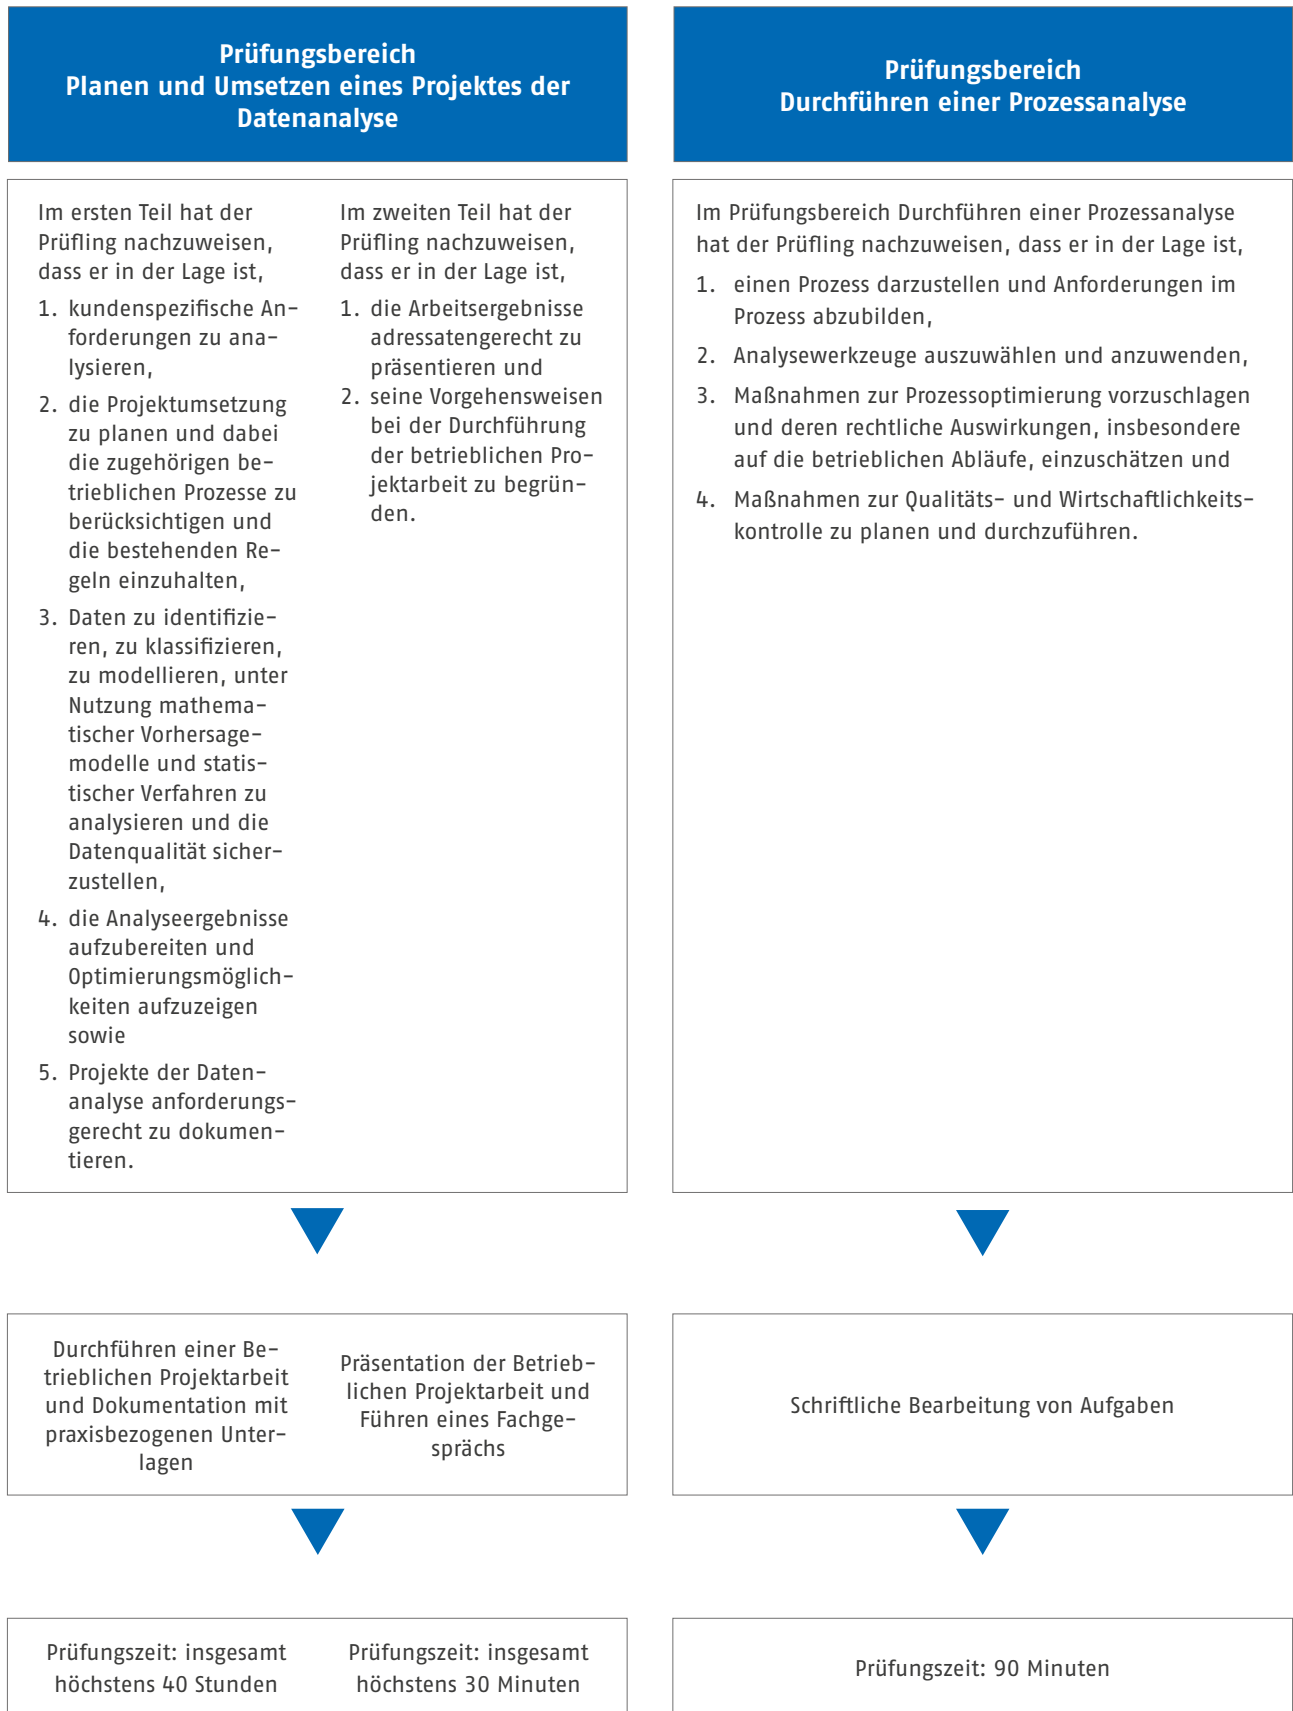 Prüfungsbereich
Planen und Umsetzen eines Projektes der
Datenanalyse
Im ersten Teil hat der
Prüfling nachzuweisen,
dass er in der Lage ist,
1. kundenspezifische An-
forderungen zu ana-
lysieren,
2. die Projektumsetzung
zu planen und dabei
die zugehörigen be-
trieblichen Prozesse zu
berücksichtigen und
die bestehenden Re-
geln einzuhalten,
3. Daten zu identifizie-
ren, zu klassifizieren,
zu modellieren, unter
Nutzung mathema-
tischer Vorhersage-
modelle und statis-
tischer Verfahren zu
analysieren und die
Datenqualität sicher-
zustellen,
4. die Analyseergebnisse
aufzubereiten und
Optimierungsmöglich-
keiten aufzuzeigen
sowie
5. Projekte der Daten-
analyse anforderungs-
gerecht zu dokumen-
tieren.
Im zweiten Teil hat der
Prüfling nachzuweisen,
dass er in der Lage ist,
1. die Arbeitsergebnisse
adressatengerecht zu
präsentieren und
2. seine Vorgehensweisen
bei der Durchführung
der betrieblichen Pro-
jektarbeit zu begrün-
den.
Durchführen einer Be-
trieblichen Projektarbeit
und Dokumentation mit
praxisbezogenen Unter-
lagen
Präsentation der Betrieb-
lichen Projektarbeit und
Führen eines Fachge-
sprächs
Prüfungszeit: insgesamt
höchstens 40 Stunden
Prüfungszeit: insgesamt
höchstens 30 Minuten
Prüfungsbereich
Durchführen einer Prozessanalyse
Im Prüfungsbereich Durchführen einer Prozessanalyse
hat der Prüfling nachzuweisen, dass er in der Lage ist,
1. einen Prozess darzustellen und Anforderungen im
Prozess abzubilden,
2. Analysewerkzeuge auszuwählen und anzuwenden,
3. Maßnahmen zur Prozessoptimierung vorzuschlagen
und deren rechtliche Auswirkungen, insbesondere
auf die betrieblichen Abläufe, einzuschätzen und
4. Maßnahmen zur Qualitäts- und Wirtschaftlichkeits-
kontrolle zu planen und durchzuführen.
Schriftliche Bearbeitung von Aufgaben
Prüfungszeit: 90 Minuten